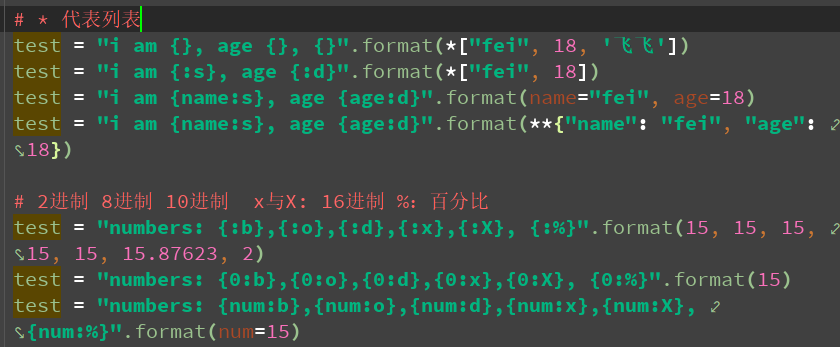 # * 代表列表
test = "i am {}, age {}, {}".format(*["fei", 18, '飞飞'])
test = "i am {:s}, age {:d}".format(*["fei", 18])
test = "i am {name:s}, age {age:d}".format(name="fei", age=18)
test = "i am {name:s}, age {age:d}".format(**{"name": "fei", "age":
18})
# 2进制 8进制 10进制  x与X: 16进制 %: 百分比
test = "numbers: {:b},{:o},{:d},{:x},{:X}, {:%}".format(15, 15, 15,
15, 15, 15.87623, 2)
test = "numbers: {0:b},{0:o},{0:d},{0:x},{0:X}, {0:%}".format(15)
test = "numbers: {num:b},{num:o},{num:d},{num:x},{num:X},
{num:%}".format(num=15)